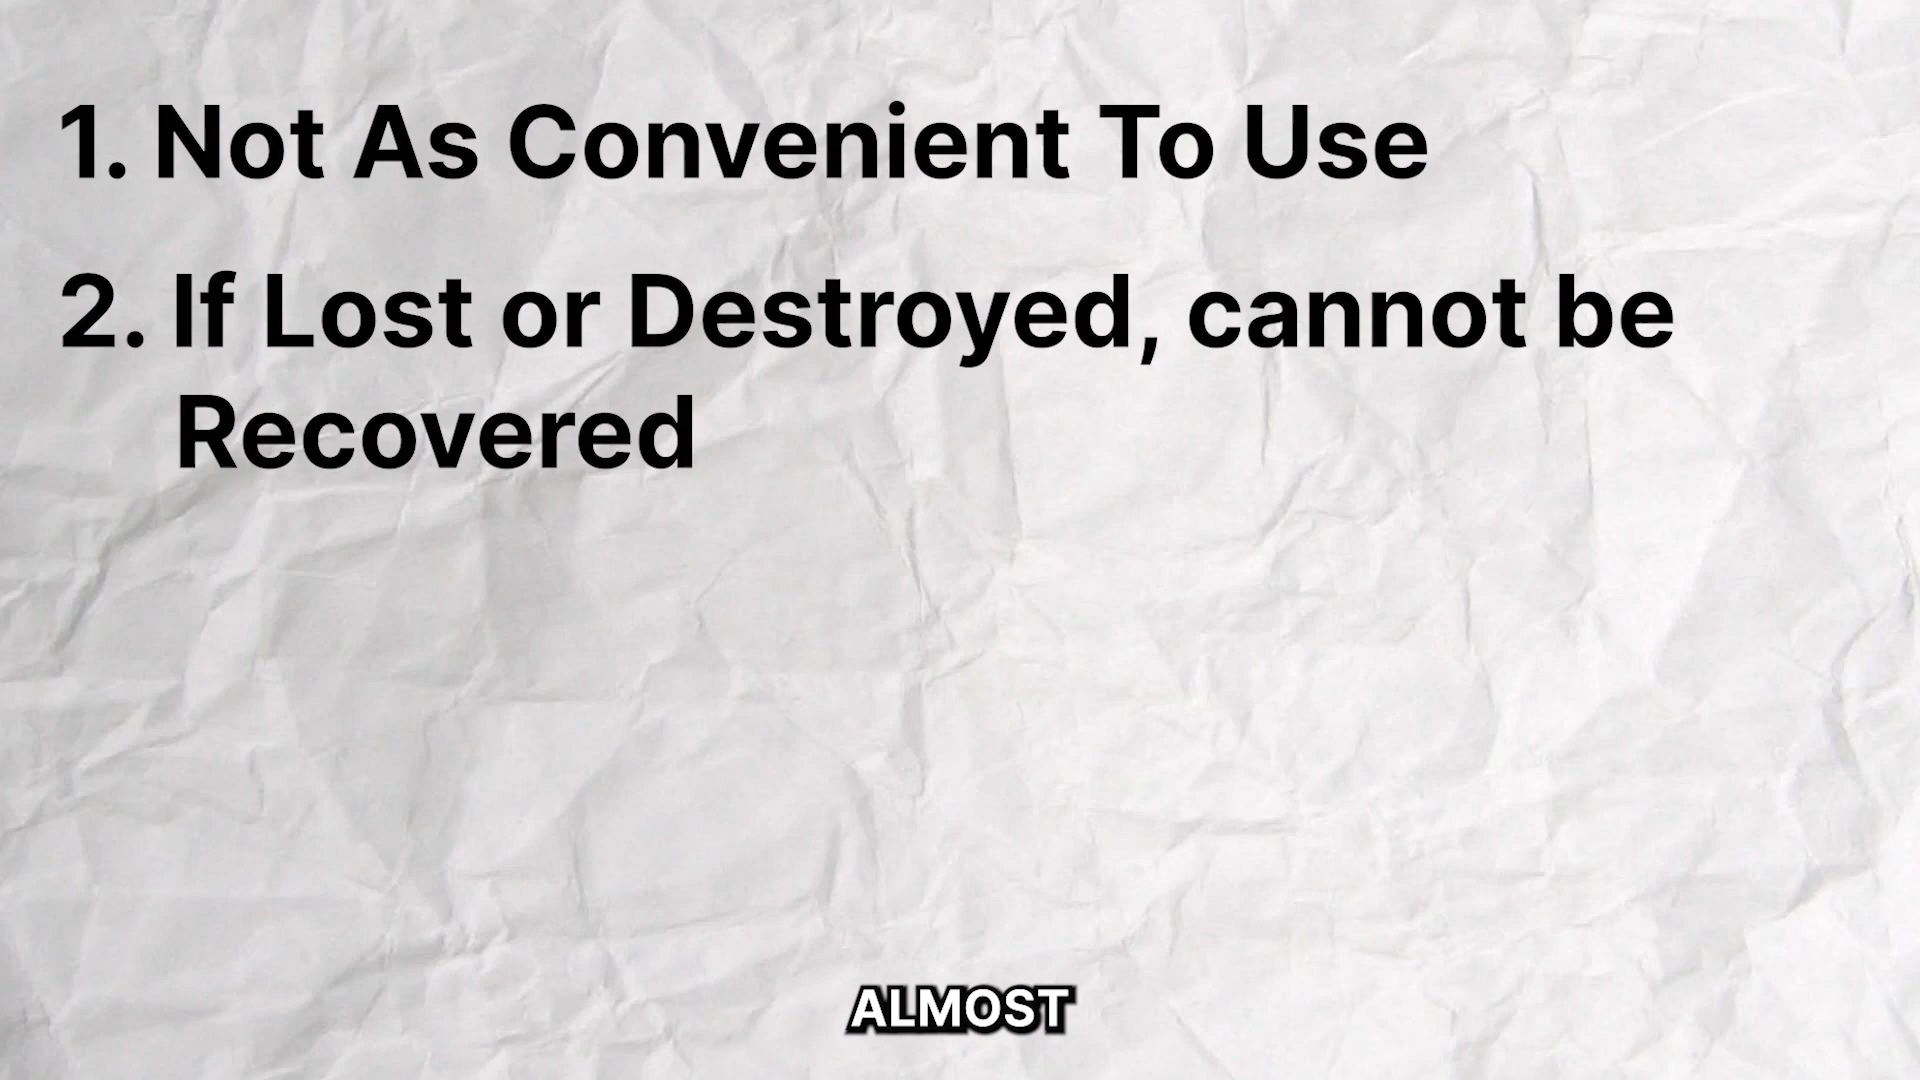 1. Not As Convenient To Use
2. If Lost or Destroyed, cannot be
Recovered
ALMOST